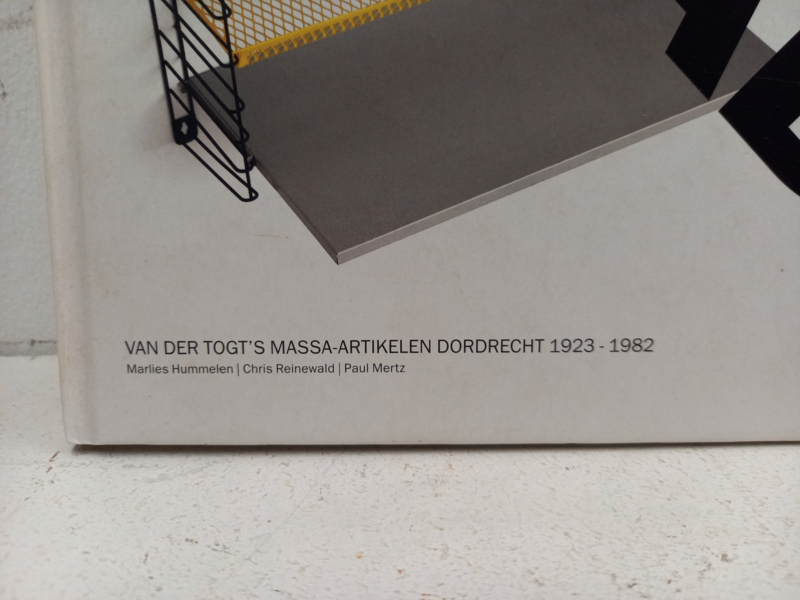 VAN DER TOGT'S MASSA-ARTIKELEN DORDRECHT 1923 - 1982
Marlies Hummelen | Chris Reinewald | Paul Mertz